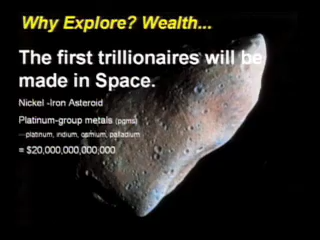 Why Explore? Wealth...
The first trillionaires will be
made in Space.
Nickel -Iron Asteroid
Platinum-group metals (pgms)
—platinum, iridium, osmium, palladium
= $20,000,000,000,000